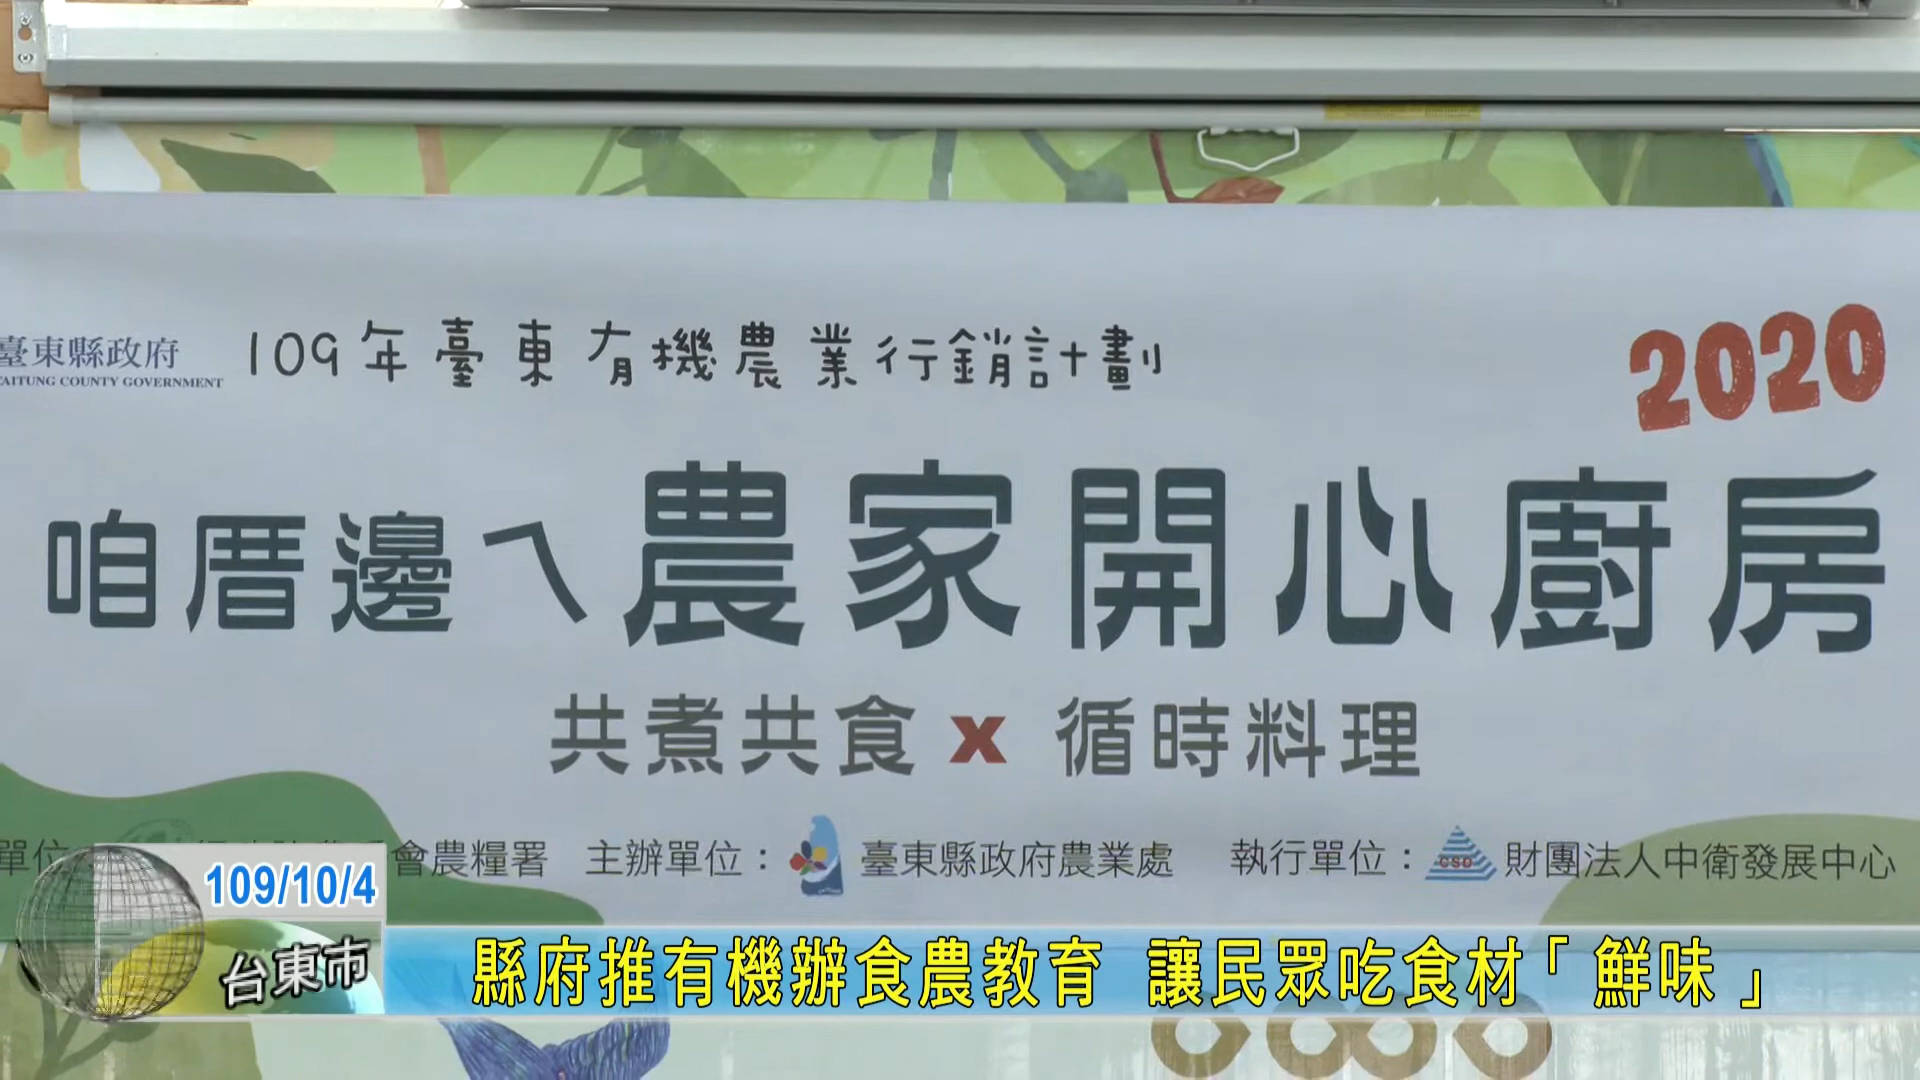 臺東縣政府
TAITUNG COUNTY GOVERNMENT
109年臺東有機農業行銷計劃
2020
咱厝邊ㄟ農家開心廚房
共煮共食 x 循時料理
單位 會農糧署 主辦單位： 臺東縣政府農業處 執行單位： CSD 財團法人中衛發展中心
109/10/4
台東市
縣府推有機辦食農教育 讓民眾吃食材「鮮味」